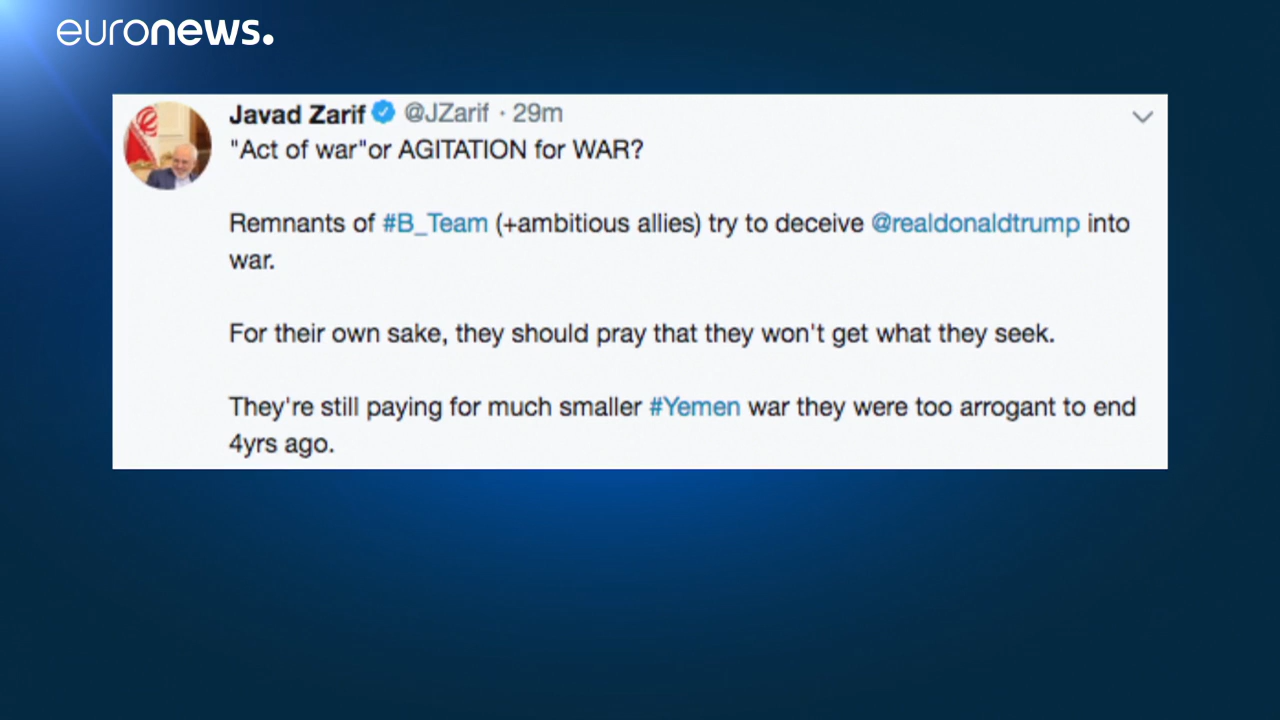 euronews.
Javad Zarif @JZarif · 29m
"Act of war"or AGITATION for WAR?
Remnants of #B_Team (+ambitious allies) try to deceive @realdonaldtrump into
war.
For their own sake, they should pray that they won't get what they seek.
They're still paying for much smaller #Yemen war they were too arrogant to end
4yrs ago.